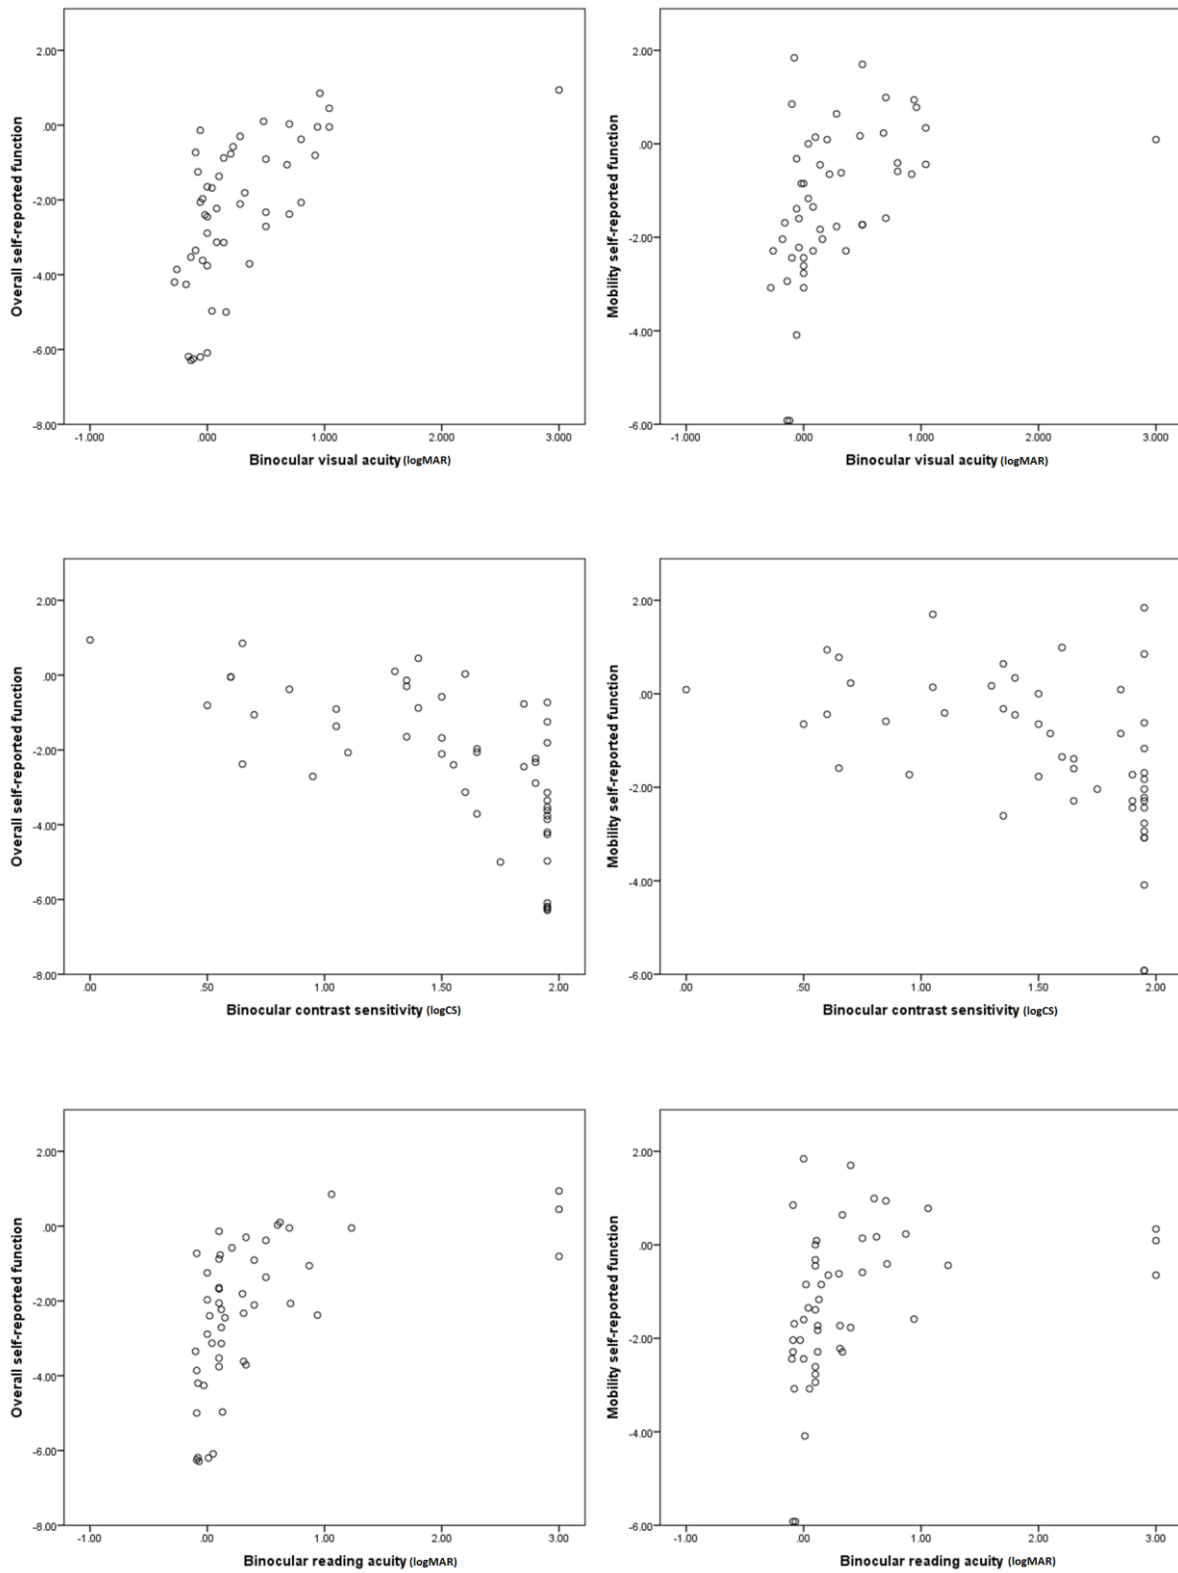 2.00
.00
-2.00
-4.00
-6.00
-8.00
Overall self-reported function
-1.000 .000 1.000 2.000 3.000
Binocular visual acuity (logMAR)
2.00
.00
-2.00
-4.00
-6.00
Mobility self-reported function
-1.000 .000 1.000 2.000 3.000
Binocular visual acuity (logMAR)
2.00
.00
-2.00
-4.00
-6.00
-8.00
Overall self-reported function
.00 .50 1.00 1.50 2.00
Binocular contrast sensitivity (logCS)
2.00
.00
-2.00
-4.00
-6.00
Mobility self-reported function
.00 .50 1.00 1.50 2.00
Binocular contrast sensitivity (logCS)
2.00
.00
-2.00
-4.00
-6.00
-8.00
Overall self-reported function
-1.00 .00 1.00 2.00 3.00
Binocular reading acuity (logMAR)
2.00
.00
-2.00
-4.00
-6.00
Mobility self-reported function
-1.00 .00 1.00 2.00 3.00
Binocular reading acuity (logMAR)